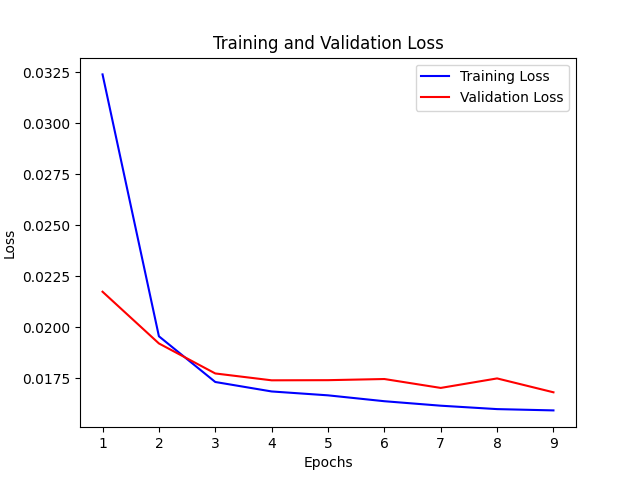 Training and Validation Loss
Training Loss
Validation Loss
0.0325
0.0300
0.0275
0.0250
0.0225
0.0200
0.0175
Loss
1 2 3 4 5 6 7 8 9
Epochs